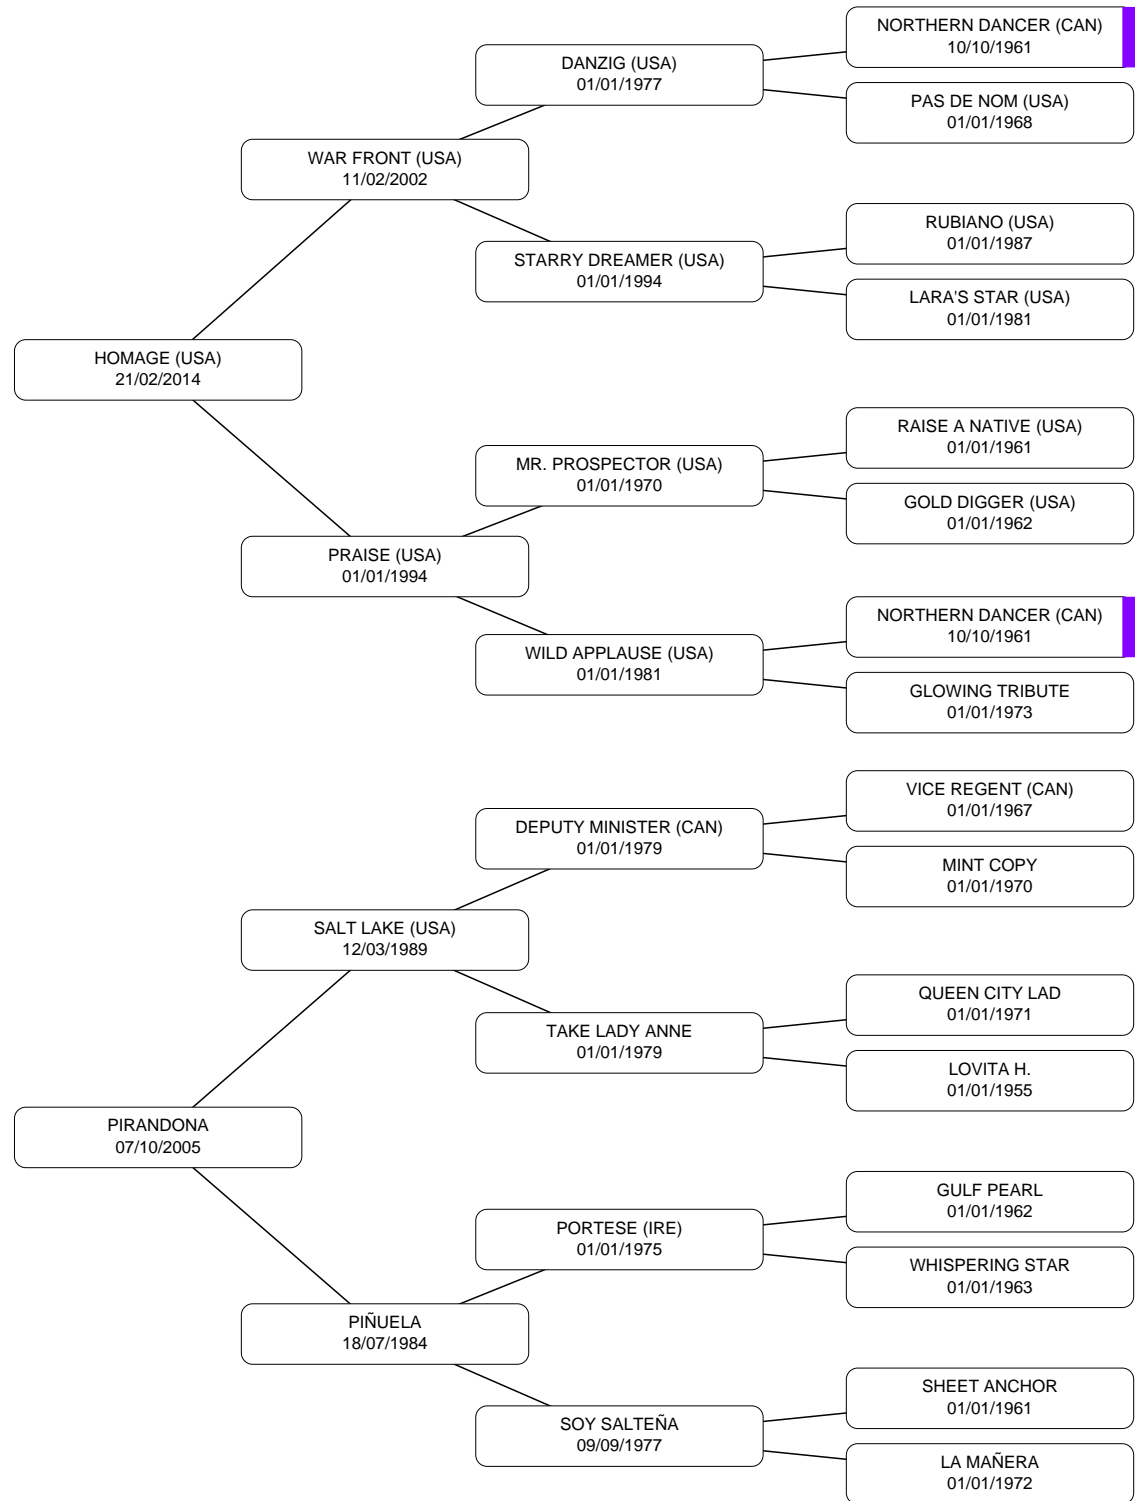 NORTHERN DANCER (CAN)
10/10/1961
DANZIG (USA)
01/01/1977
PAS DE NOM (USA)
01/01/1968
WAR FRONT (USA)
11/02/2002
RUBIANO (USA)
01/01/1987
STARRY DREAMER (USA)
01/01/1994
LARA'S STAR (USA)
01/01/1981
HOMAGE (USA)
21/02/2014
RAISE A NATIVE (USA)
01/01/1961
MR. PROSPECTOR (USA)
01/01/1970
GOLD DIGGER (USA)
01/01/1962
PRAISE (USA)
01/01/1994
NORTHERN DANCER (CAN)
10/10/1961
WILD APPLAUSE (USA)
01/01/1981
GLOWING TRIBUTE
01/01/1973
VICE REGENT (CAN)
01/01/1967
DEPUTY MINISTER (CAN)
01/01/1979
MINT COPY
01/01/1970
SALT LAKE (USA)
12/03/1989
QUEEN CITY LAD
01/01/1971
TAKE LADY ANNE
01/01/1979
LOVITA H.
01/01/1955
PIRANDONA
07/10/2005
GULF PEARL
01/01/1962
PORTESE (IRE)
01/01/1975
WHISPERING STAR
01/01/1963
PIÑUELA
18/07/1984
SHEET ANCHOR
01/01/1961
SOY SALTEÑA
09/09/1977
LA MAÑERA
01/01/1972